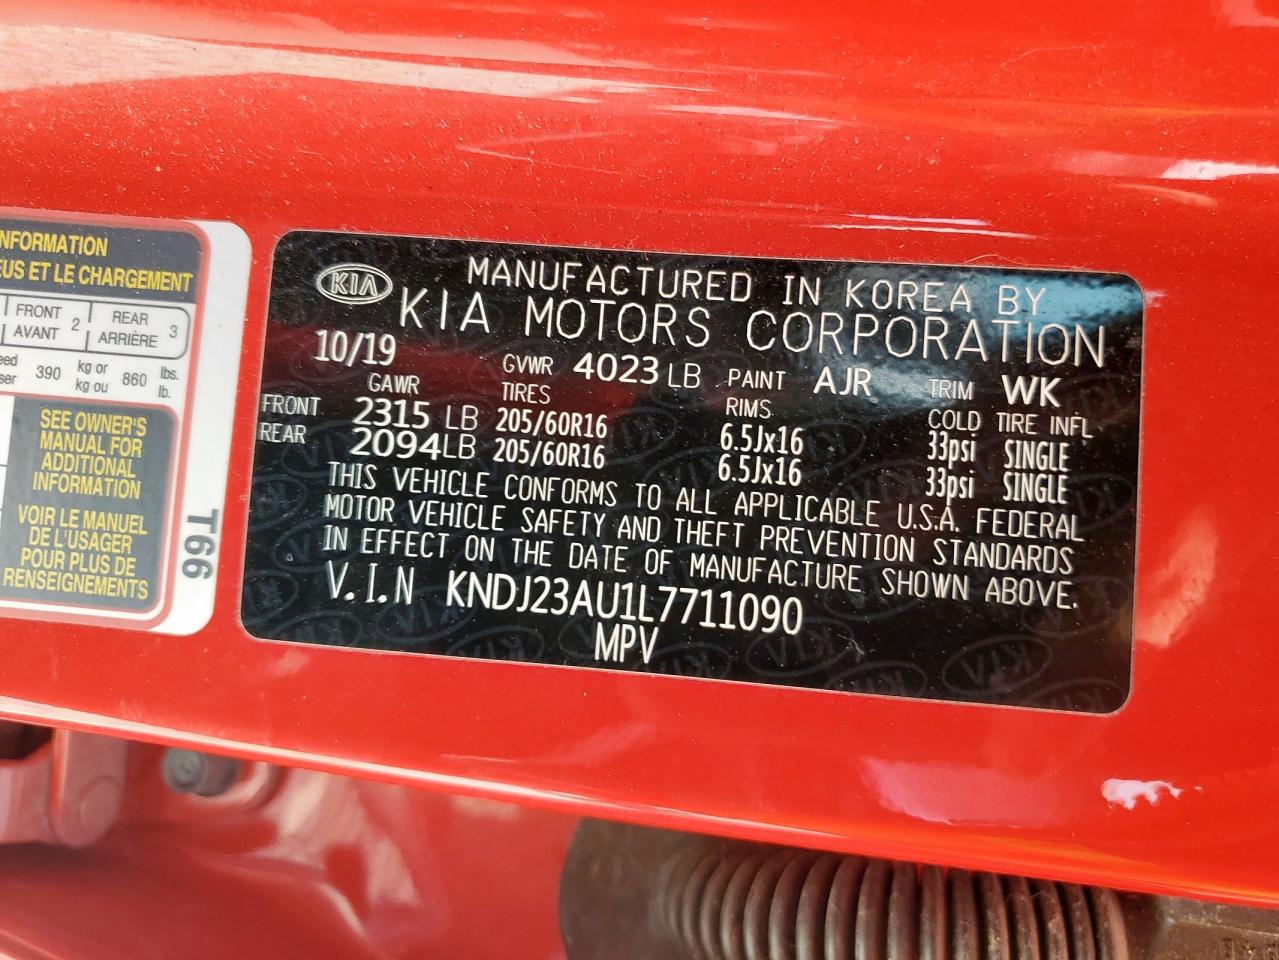 NFORMATION
EUS ET LE CHARGEMENT
FRONT 2 REAR 3
AVANT ARRIÈRE
390 kg or 860 lbs.
kg ou lb.
SEE OWNER'S
MANUAL FOR
ADDITIONAL
INFORMATION
VOIR LE MANUEL
DE L'USAGER
POUR PLUS DE
RENSEIGNEMENTS
T66
KIA
MANUFACTURED IN KOREA BY
KIA MOTORS CORPORATION
10/19 GVWR 4023 LB PAINT AJR TRIM WK
GAWR TIRES RIMS COLD TIRE INFL
FRONT 2315 LB 205/60R16 6.5Jx16 33psi SINGLE
REAR 2094 LB 205/60R16 6.5Jx16 33psi SINGLE
THIS VEHICLE CONFORMS TO ALL APPLICABLE U.S.A. FEDERAL
MOTOR VEHICLE SAFETY AND THEFT PREVENTION STANDARDS
IN EFFECT ON THE DATE OF MANUFACTURE SHOWN ABOVE.
V.I.N KNDJ23AU1L7711090
MPV